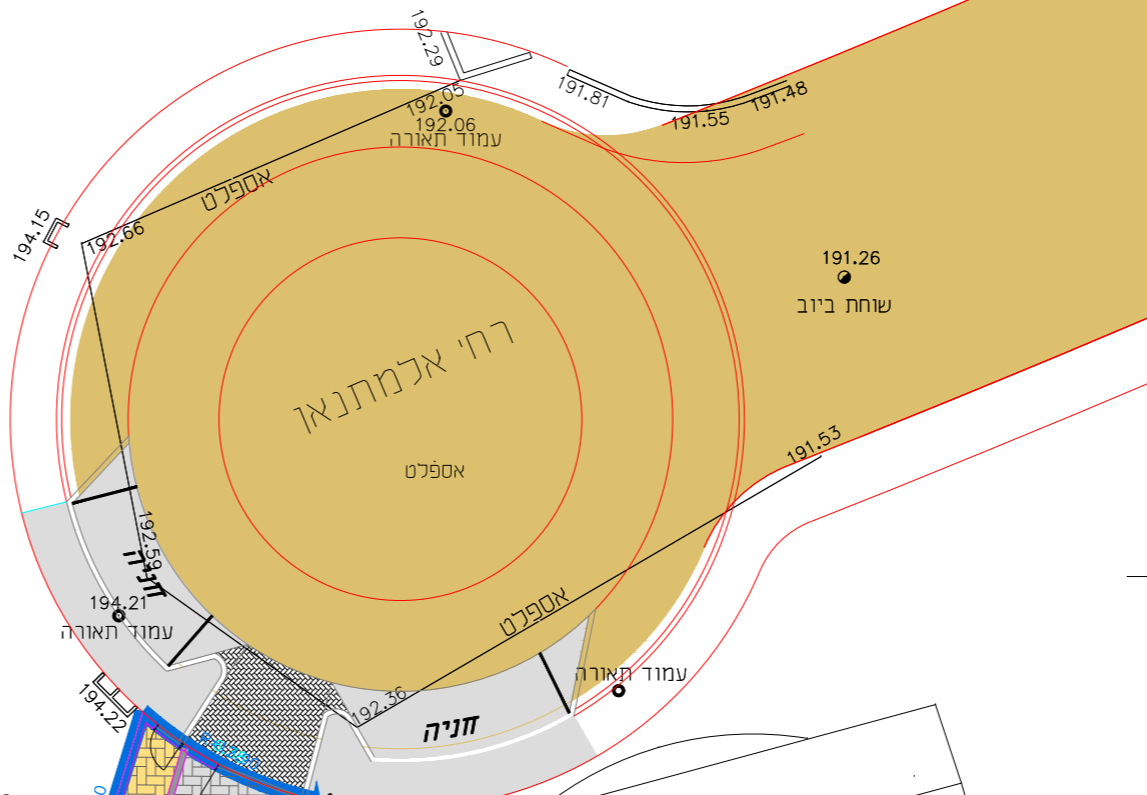 192.29
191.81
191.48
192.05
192.06
191.55
עמוד תאורה
אספלט
194.15
192.66
191.26
שוחת ביוב
רחי אלמתנאן
אספלט
191.53
192.59
חניה
194.21
עמוד תאורה
אספלט
עמוד תאורה
194.22
192.36
חניה